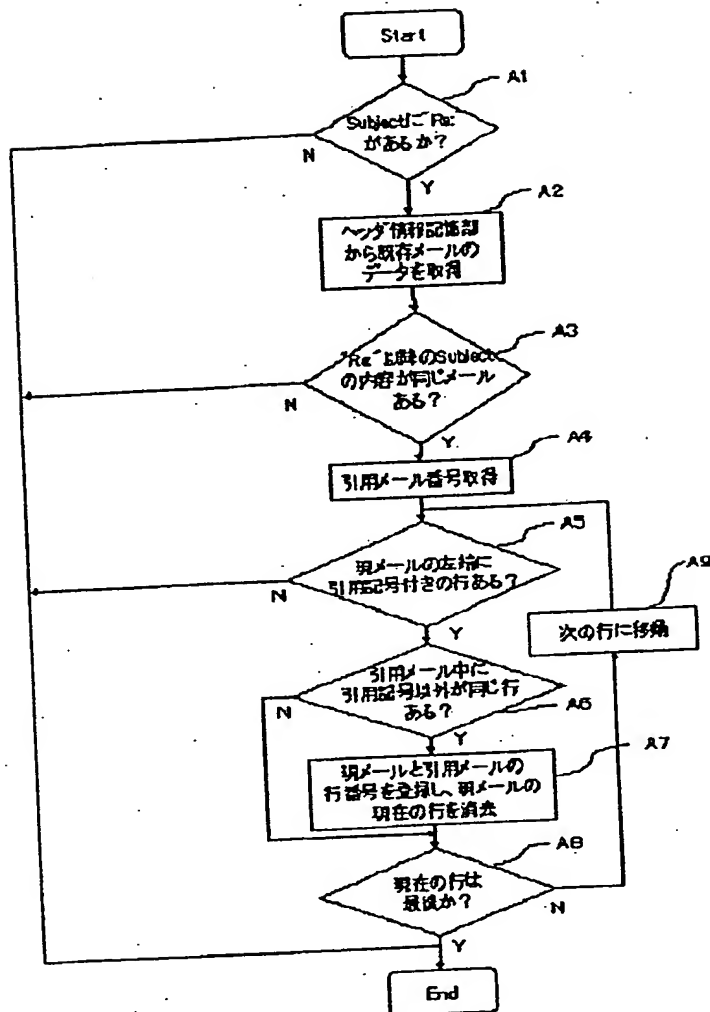 Start
A1
Subjectに"Re:"
があるか？
N
Y
A2
ヘッダ情報記憶部
から既存メールの
データを取得
A3
"Re:"以降のSubject
の内容が同じメール
ある？
N
Y
A4
引用メール番号取得
A5
現メールの左端に
引用記号付きの行ある？
N
Y
A9
次の行に移動
引用メール中に
引用記号以外が同じ行
ある？
A6
N
Y
A7
現メールと引用メールの
行番号を登録し、現メールの
現在の行を消去
A8
現在の行は
最後か？
N
Y
End